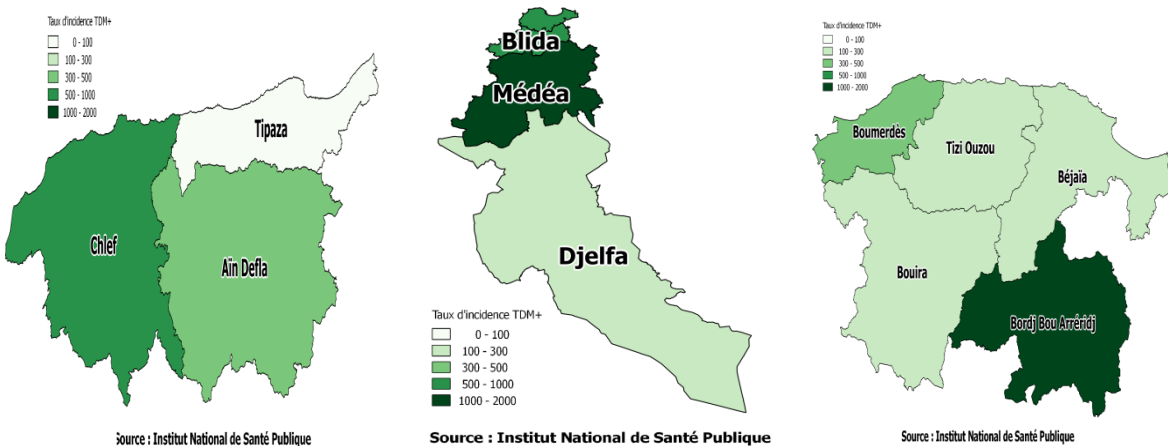 Taux d'incidence TDM+
0 - 100
100 - 300
300 - 500
500 - 1000
1000 - 2000
Tipaza
Chlef
Aïn Defla
Source : Institut National de Santé Publique
Blida
Médéa
Djelfa
Taux d'incidence TDM+
0 - 100
100 - 300
300 - 500
500 - 1000
1000 - 2000
Source : Institut National de Santé Publique
Taux d'incidence TDM+
0 - 100
100 - 300
300 - 500
500 - 1000
1000 - 2000
Boumerdès
Tizi Ouzou
Béjaïa
Bouira
Bordj Bou Arréridj
Source : Institut National de Santé Publique